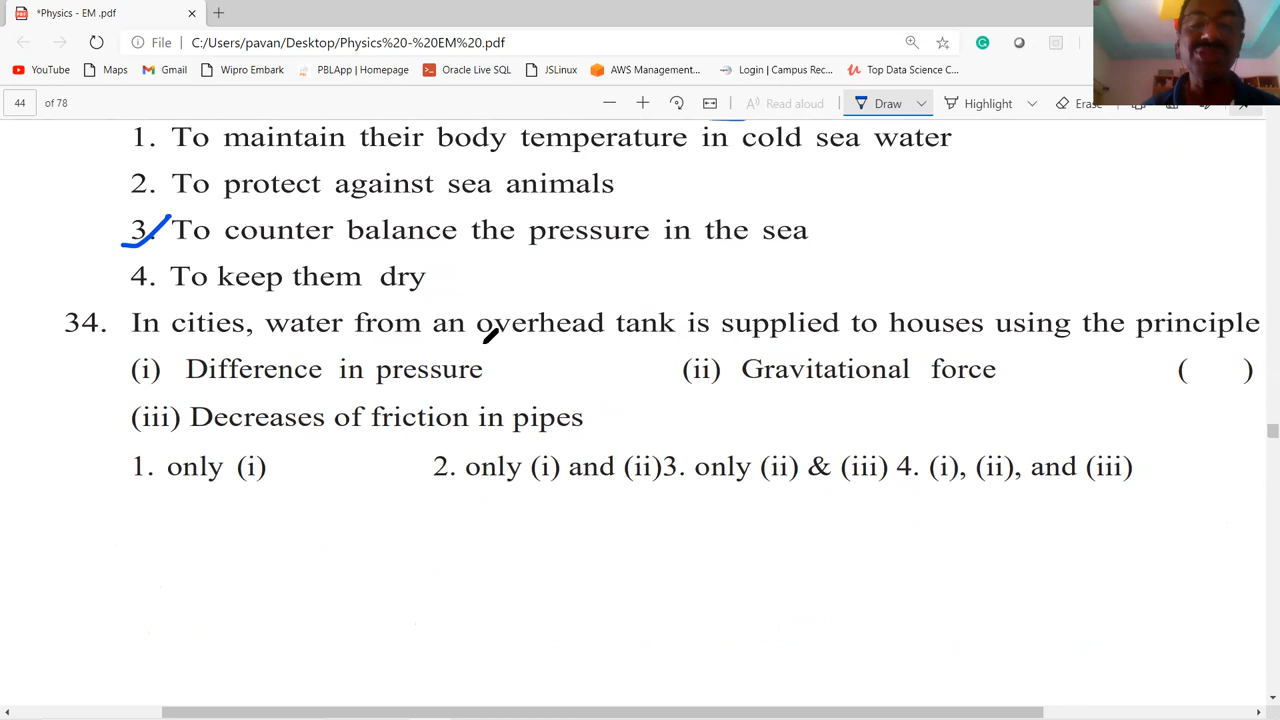 *Physics - EM .pdf
File C:/Users/pavan/Desktop/Physics%20-%20EM%20.pdf
YouTube Maps Gmail Wipro Embark PBLApp | Homepage Oracle Live SQL JSLinux AWS Management... Login | Campus Rec... Top Data Science C...
44 of 78 Read aloud Draw Highlight Erase
1. To maintain their body temperature in cold sea water
2. To protect against sea animals
3. To counter balance the pressure in the sea
4. To keep them dry
34. In cities, water from an overhead tank is supplied to houses using the principle
(i) Difference in pressure (ii) Gravitational force ( )
(iii) Decreases of friction in pipes
1. only (i) 2. only (i) and (ii)3. only (ii) & (iii) 4. (i), (ii), and (iii)